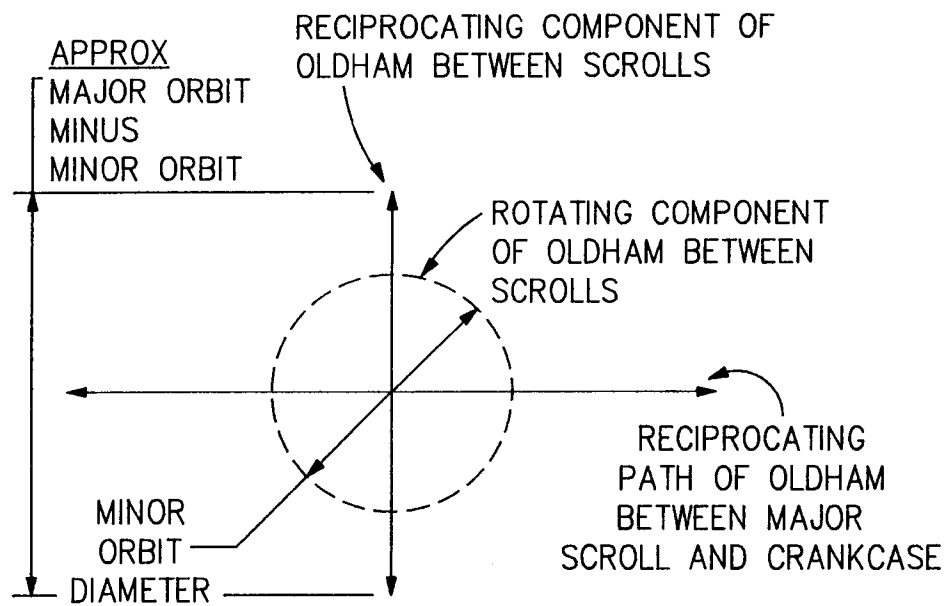 RECIPROCATING COMPONENT OF
OLDHAM BETWEEN SCROLLS
APPROX
MAJOR ORBIT
MINUS
MINOR ORBIT
ROTATING COMPONENT
OF OLDHAM BETWEEN
SCROLLS
RECIPROCATING
PATH OF OLDHAM
BETWEEN MAJOR
SCROLL AND CRANKCASE
MINOR
ORBIT
DIAMETER